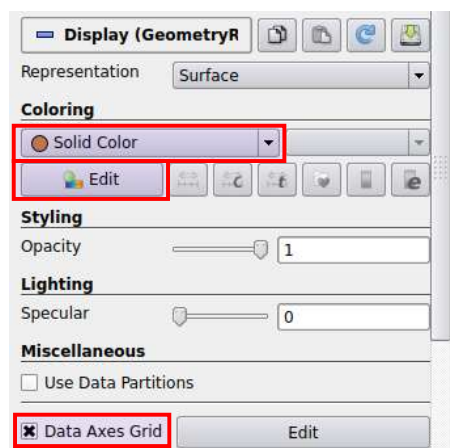 Display (GeometryR
Representation Surface
Coloring
Solid Color
Edit
Styling
Opacity 1
Lighting
Specular 0
Miscellaneous
Use Data Partitions
Data Axes Grid Edit